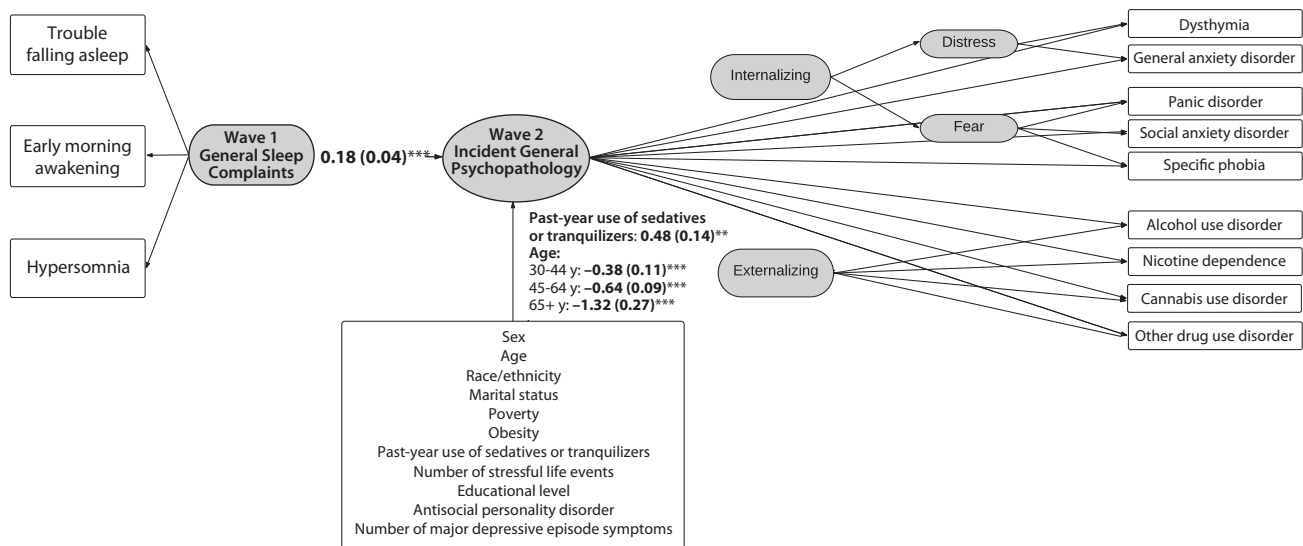 Trouble
falling asleep
Early morning
awakening
Hypersomnia
Wave 1
General Sleep
Complaints
0.18 (0.04)***
Wave 2
Incident General
Psychopathology
Past-year use of sedatives
or tranquilizers: 0.48 (0.14)**
Age:
30-44 y: –0.38 (0.11)***
45-64 y: –0.64 (0.09)***
65+ y: –1.32 (0.27)***
Sex
Age
Race/ethnicity
Marital status
Poverty
Obesity
Past-year use of sedatives or tranquilizers
Number of stressful life events
Educational level
Antisocial personality disorder
Number of major depressive episode symptoms
Internalizing
Distress
Fear
Externalizing
Dysthymia
General anxiety disorder
Panic disorder
Social anxiety disorder
Specific phobia
Alcohol use disorder
Nicotine dependence
Cannabis use disorder
Other drug use disorder